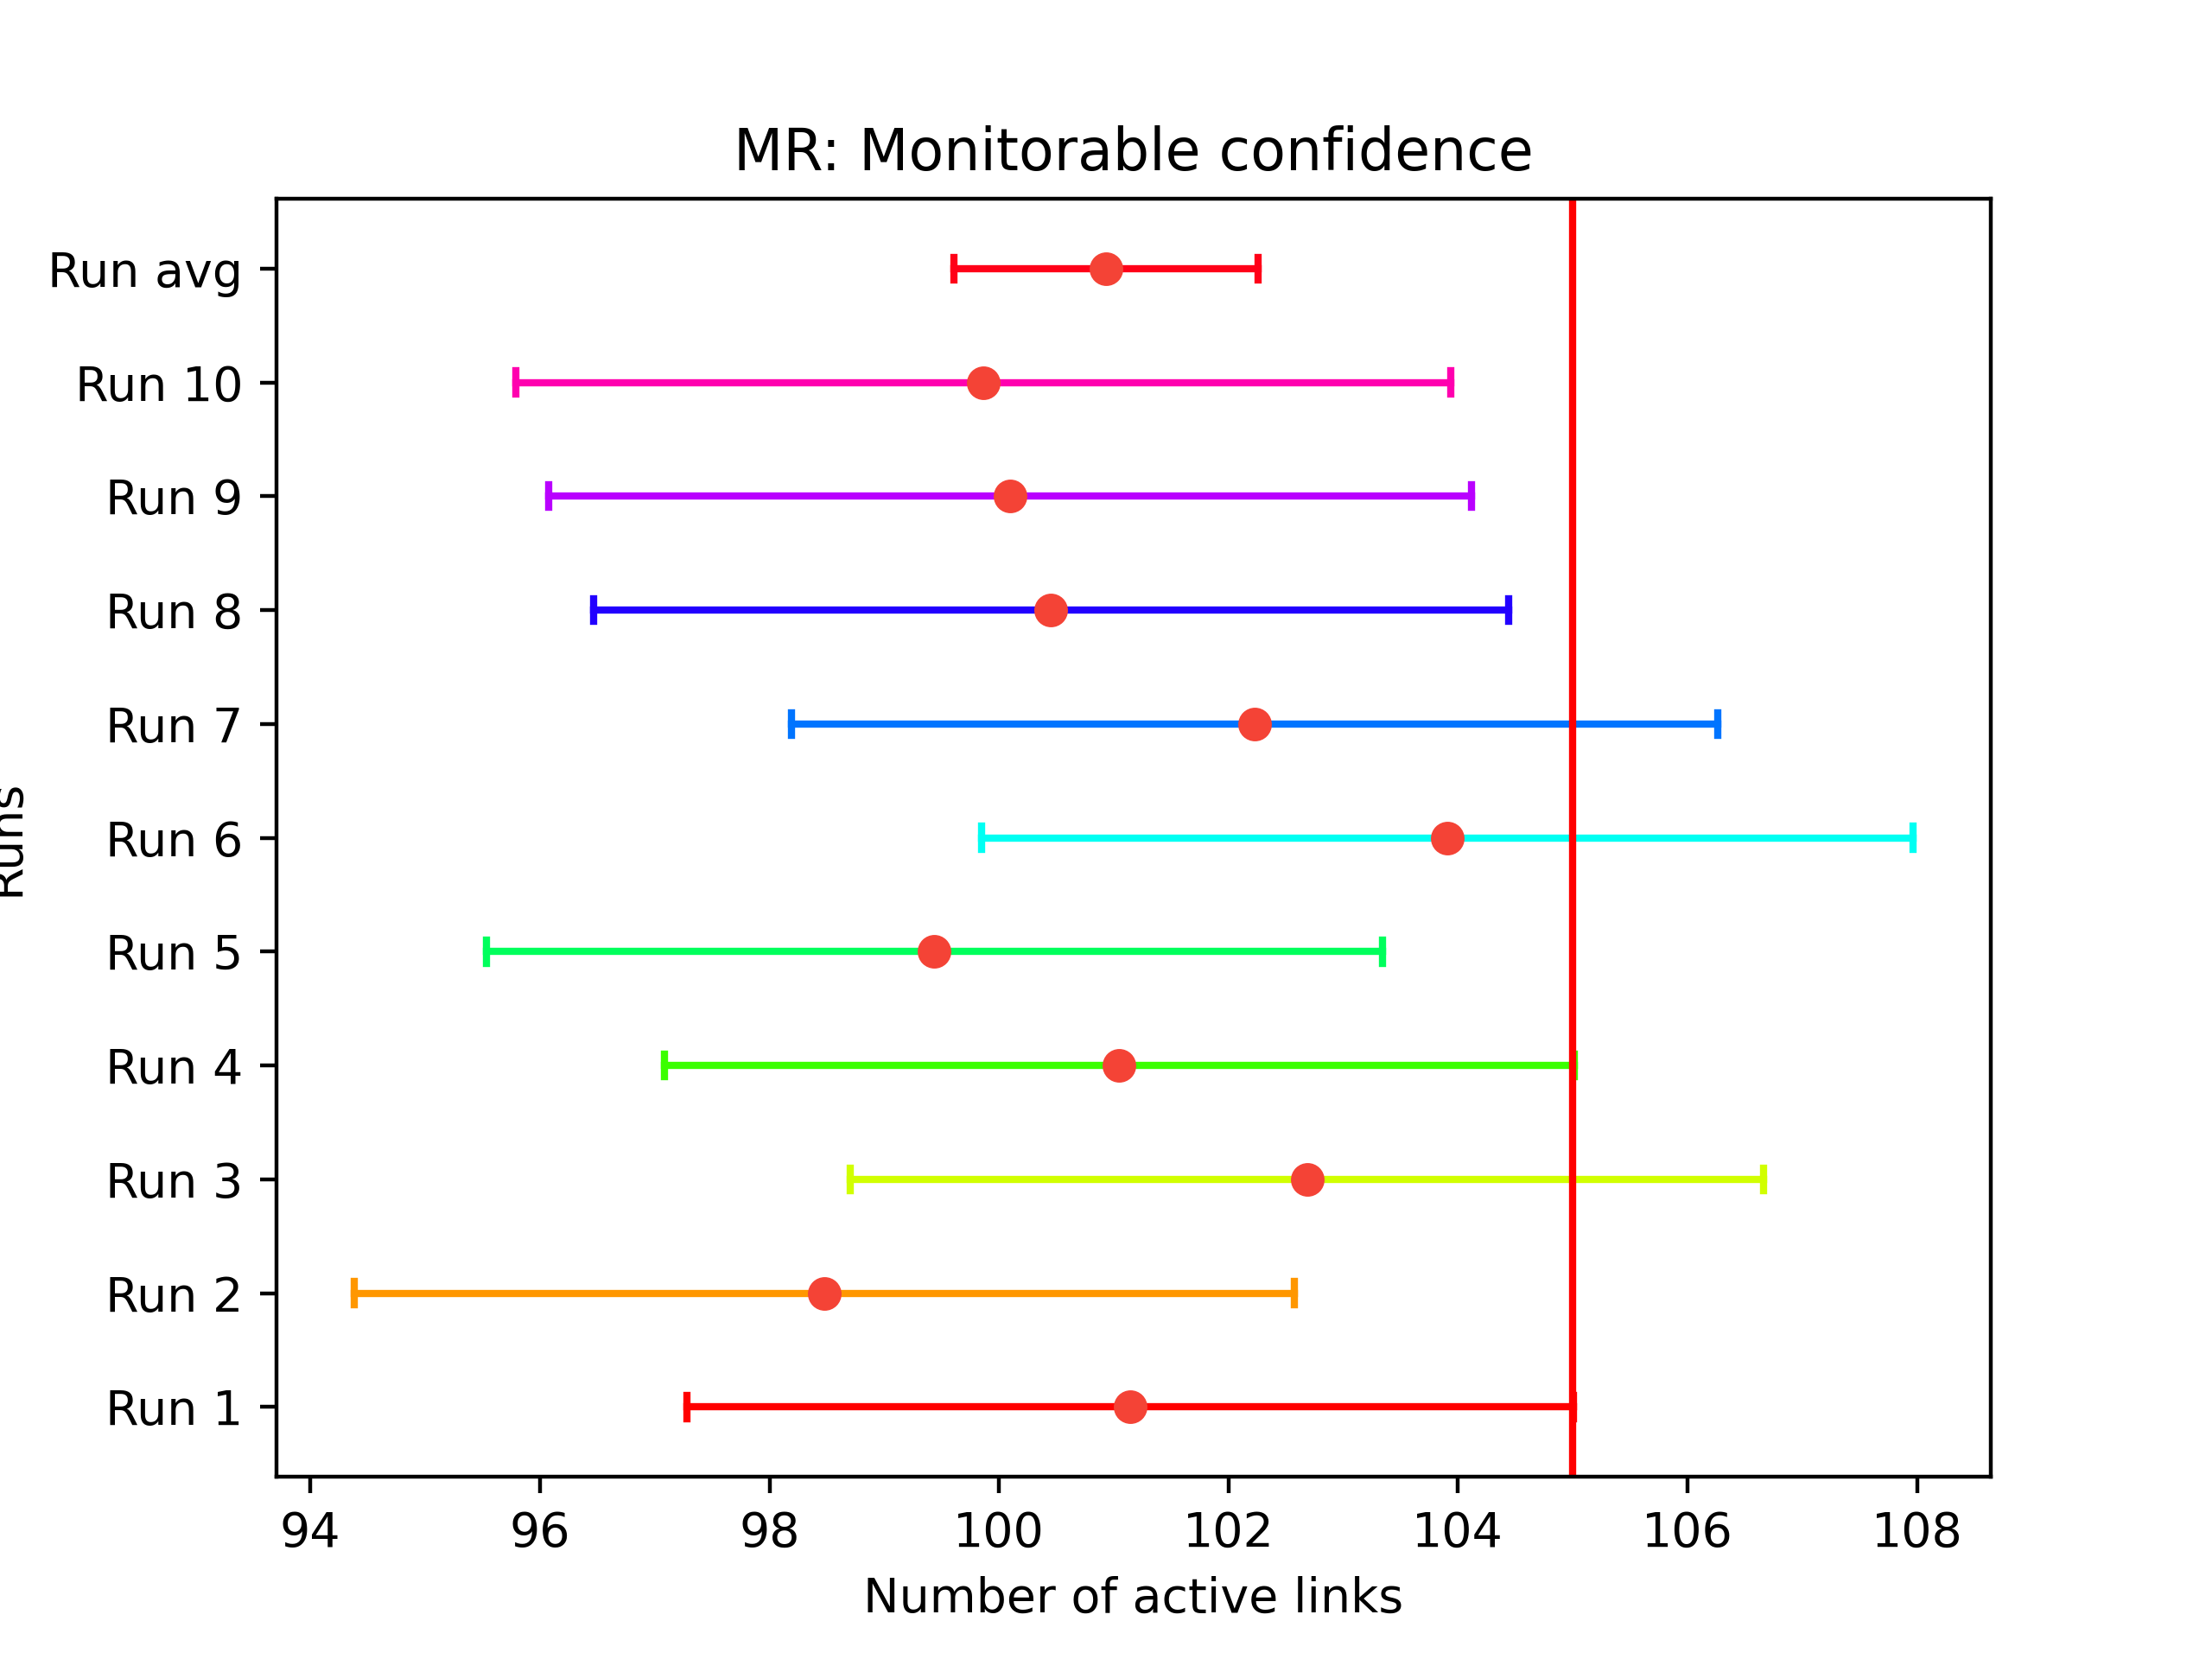 MR: Monitorable confidence
Run avg
Run 10
Run 9
Run 8
Run 7
Run 6
Run 5
Run 4
Run 3
Run 2
Run 1
Runs
94 96 98 100 102 104 106 108
Number of active links